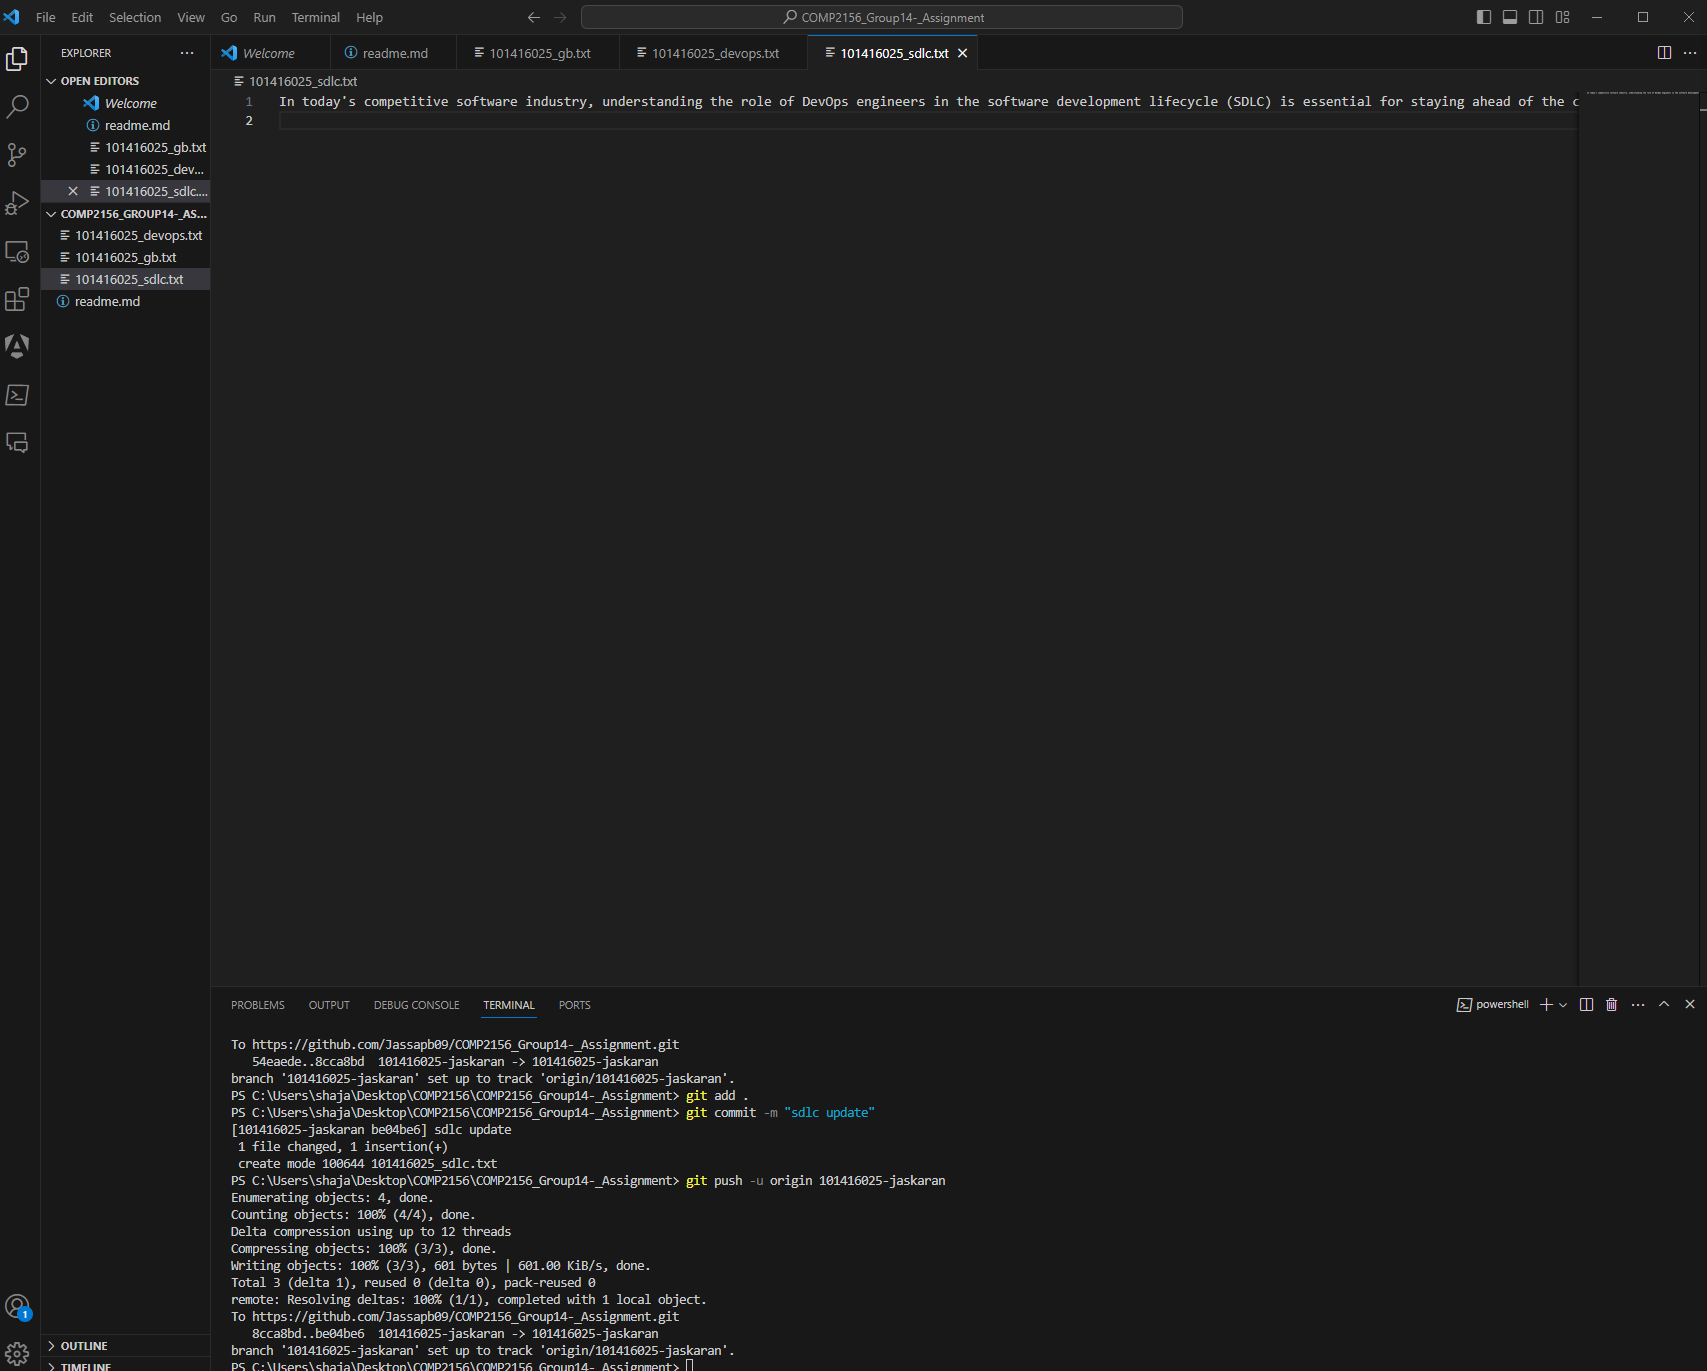 File Edit Selection View Go Run Terminal Help
COMP2156_Group14-_Assignment
EXPLORER
OPEN EDITORS
Welcome
readme.md
101416025_gb.txt
101416025_dev...
101416025_sdlc....
COMP2156_GROUP14-_AS...
101416025_devops.txt
101416025_gb.txt
101416025_sdlc.txt
readme.md
OUTLINE
TIMELINE
1
Welcome readme.md 101416025_gb.txt 101416025_devops.txt 101416025_sdlc.txt
101416025_sdlc.txt
1 In today's competitive software industry, understanding the role of DevOps engineers in the software development lifecycle (SDLC) is essential for staying ahead of the c
2
PROBLEMS OUTPUT DEBUG CONSOLE TERMINAL PORTS
powershell
To https://github.com/Jassapb09/COMP2156_Group14-_Assignment.git
54eaede..8cca8bd 101416025-jaskaran -> 101416025-jaskaran
branch '101416025-jaskaran' set up to track 'origin/101416025-jaskaran'.
PS C:\Users\shaja\Desktop\COMP2156\COMP2156_Group14-_Assignment> git add .
PS C:\Users\shaja\Desktop\COMP2156\COMP2156_Group14-_Assignment> git commit -m "sdlc update"
[101416025-jaskaran be04be6] sdlc update
1 file changed, 1 insertion(+)
create mode 100644 101416025_sdlc.txt
PS C:\Users\shaja\Desktop\COMP2156\COMP2156_Group14-_Assignment> git push -u origin 101416025-jaskaran
Enumerating objects: 4, done.
Counting objects: 100% (4/4), done.
Delta compression using up to 12 threads
Compressing objects: 100% (3/3), done.
Writing objects: 100% (3/3), 601 bytes | 601.00 KiB/s, done.
Total 3 (delta 1), reused 0 (delta 0), pack-reused 0
remote: Resolving deltas: 100% (1/1), completed with 1 local object.
To https://github.com/Jassapb09/COMP2156_Group14-_Assignment.git
8cca8bd..be04be6 101416025-jaskaran -> 101416025-jaskaran
branch '101416025-jaskaran' set up to track 'origin/101416025-jaskaran'.
PS C:\Users\shaja\Desktop\COMP2156\COMP2156_Group14-_Assignment>